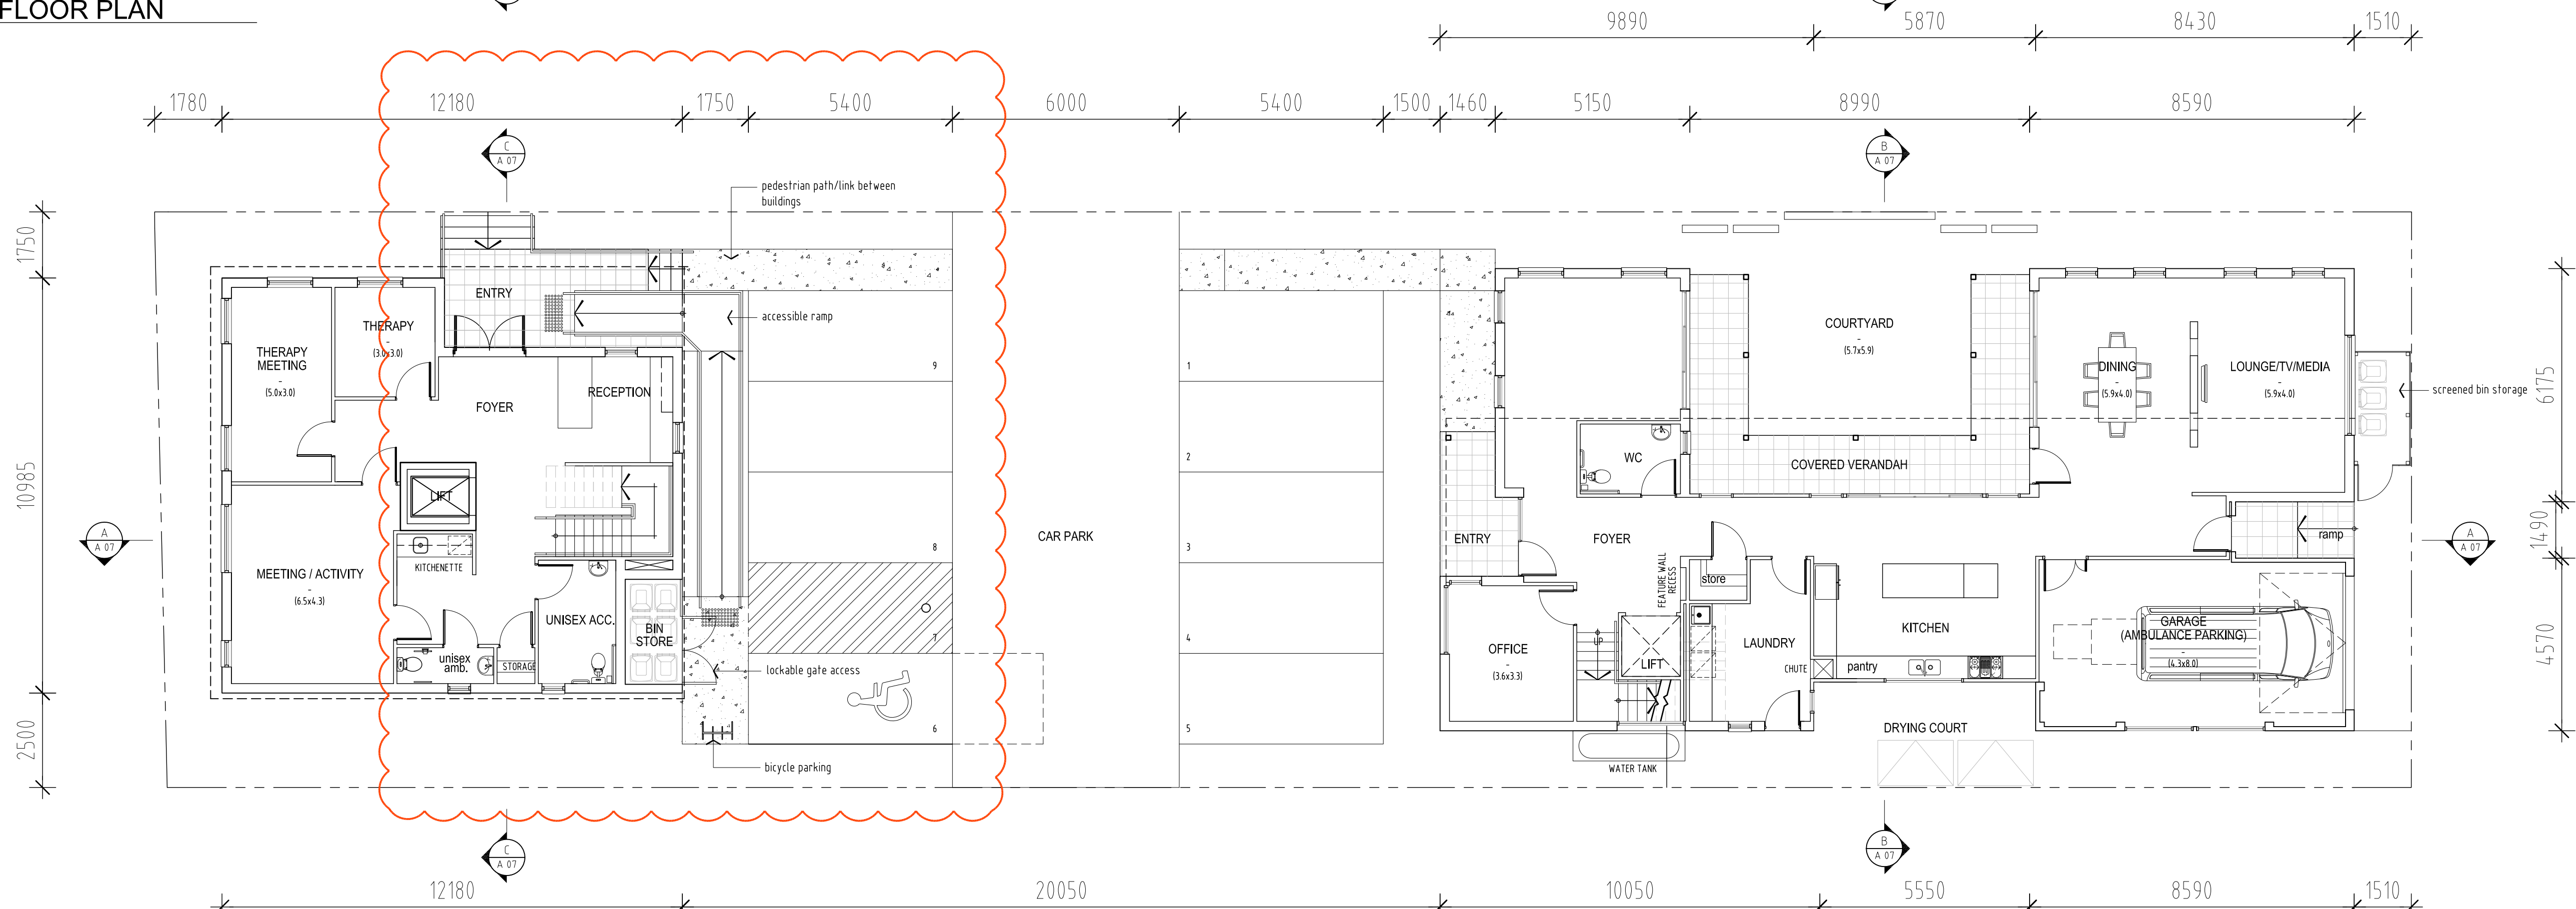 FLOOR PLAN
9890
5870
8430
1510
1780
12180
1750
5400
6000
5400
1500
1460
5150
8990
8590
C
A 07
B
A 07
pedestrian path/link between
buildings
1750
ENTRY
accessible ramp
THERAPY
–
(3.0x3.0)
THERAPY
MEETING
–
(5.0x3.0)
FOYER
RECEPTION
9
1
COURTYARD
–
(5.7x5.9)
DINING
–
(5.9x4.0)
LOUNGE/TV/MEDIA
–
(5.9x4.0)
screened bin storage
6175
10985
2
WC
COVERED VERANDAH
LIFT
A
A 07
CAR PARK
8
3
ENTRY
FOYER
ramp
1490
A
A 07
KITCHENETTE
MEETING / ACTIVITY
–
(6.5x4.3)
FEATURE WALL
RECESS
store
UNISEX ACC.
BIN
STORE
7
4
UP
LAUNDRY
KITCHEN
GARAGE
(AMBULANCE PARKING)
–
(4.3x8.0)
4570
unisex
amb.
STORAGE
lockable gate access
OFFICE
–
(3.6x3.3)
LIFT
CHUTE
pantry
2500
6
5
DRYING COURT
bicycle parking
WATER TANK
C
A 07
B
A 07
12180
20050
10050
5550
8590
1510